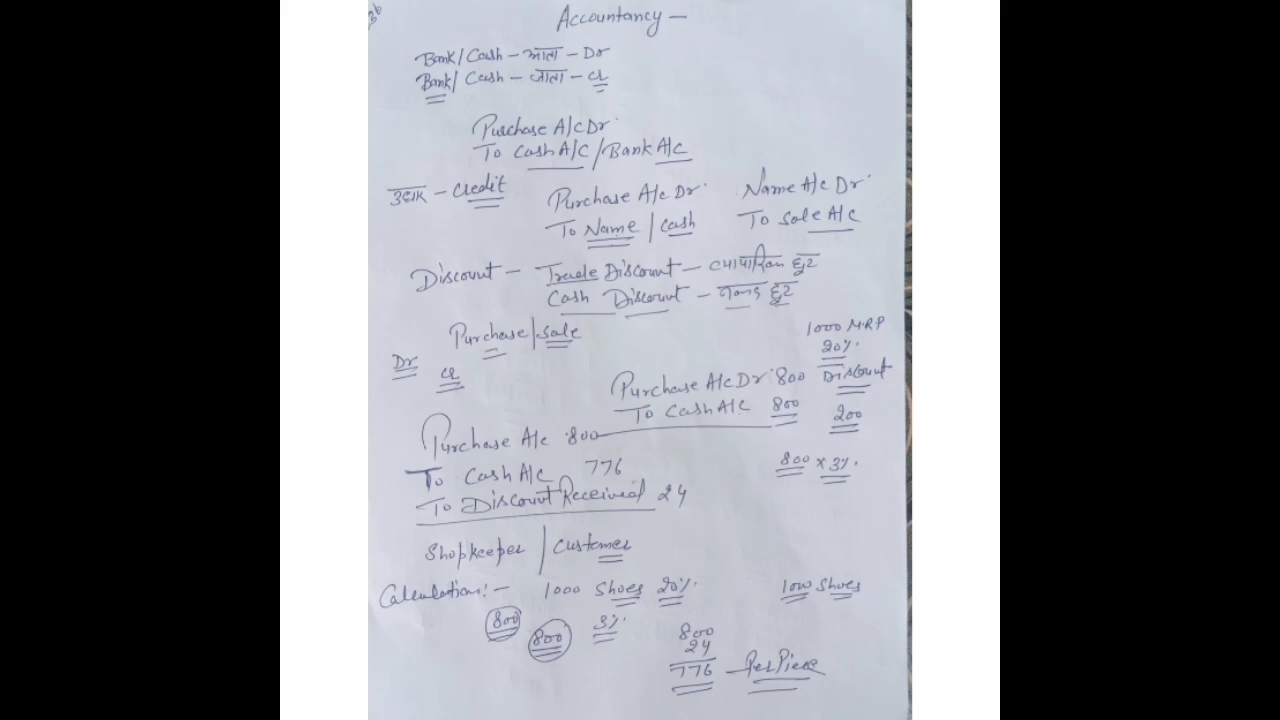 Accountancy —
Bank/Cash – आता – Dr
Bank/ Cash – जाता – Cr
Purchase A/c Dr.
To Cash A/C /Bank A/c
उधार – Credit
Purchase A/c Dr.
To Name / Cash
Name A/c Dr.
To Sale A/c
Discount – Trade Discount – व्यापारिक छूट
Cash Discount – नगद छूट
Purchase/Sale
Dr
Cr
1000 MRP
20%.
Discount
200
Purchase A/c Dr. 800
To Cash A/c 800
Purchase A/c .800
To Cash A/c 776
To Discount Received 24
800 x 3%.
Shopkeeper / Customer
Calculation:– 1000 Shoes 20%.
1000 Shoes
800
800
3%.
800
24
776 – Per Piece